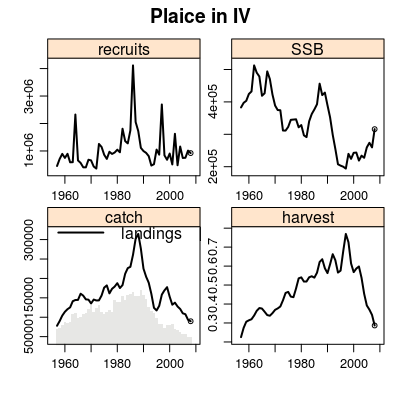 Plaice in IV
recruits
SSB
1e+06 3e+06
2e+05 4e+05
1960 1980 2000
1960 1980 2000
catch
harvest
landings
50000 150000 300000
0.3 0.4 0.5 0.6 0.7
1960 1980 2000
1960 1980 2000